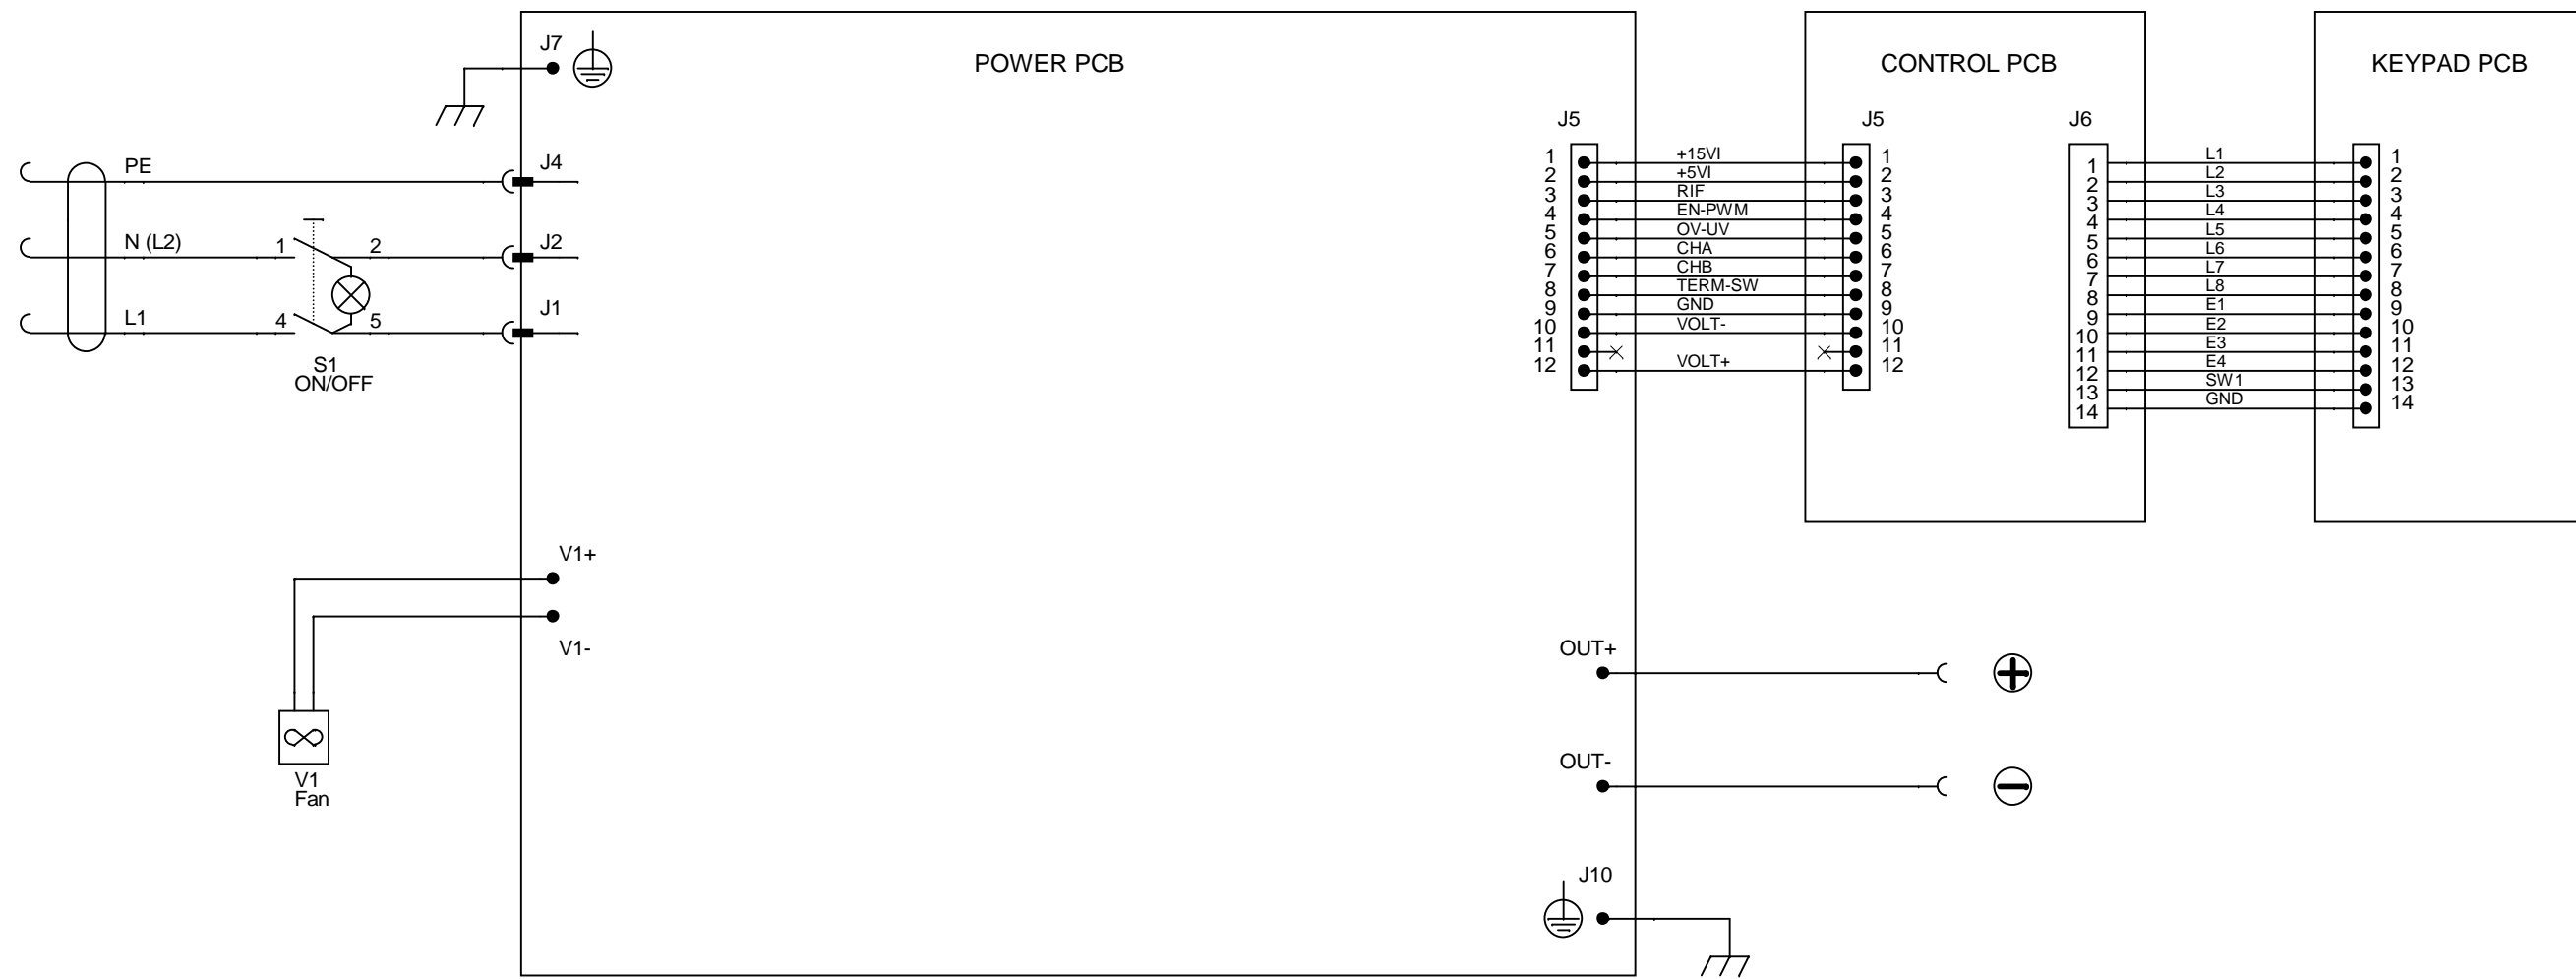 POWER PCB
CONTROL PCB
KEYPAD PCB
J7
J4
J2
J1
PE
N (L2)
L1
1
2
4
5
S1
ON/OFF
V1+
V1-
V1
Fan
J5
1
2
3
4
5
6
7
8
9
10
11
12
+15VI
+5VI
RIF
EN-PWM
OV-UV
CHA
CHB
TERM-SW
GND
VOLT-
VOLT+
J5
1
2
3
4
5
6
7
8
9
10
11
12
J6
1
2
3
4
5
6
7
8
9
10
11
12
13
14
L1
L2
L3
L4
L5
L6
L7
L8
E1
E2
E3
E4
SW1
GND
1
2
3
4
5
6
7
8
9
10
11
12
13
14
OUT+
OUT-
J10